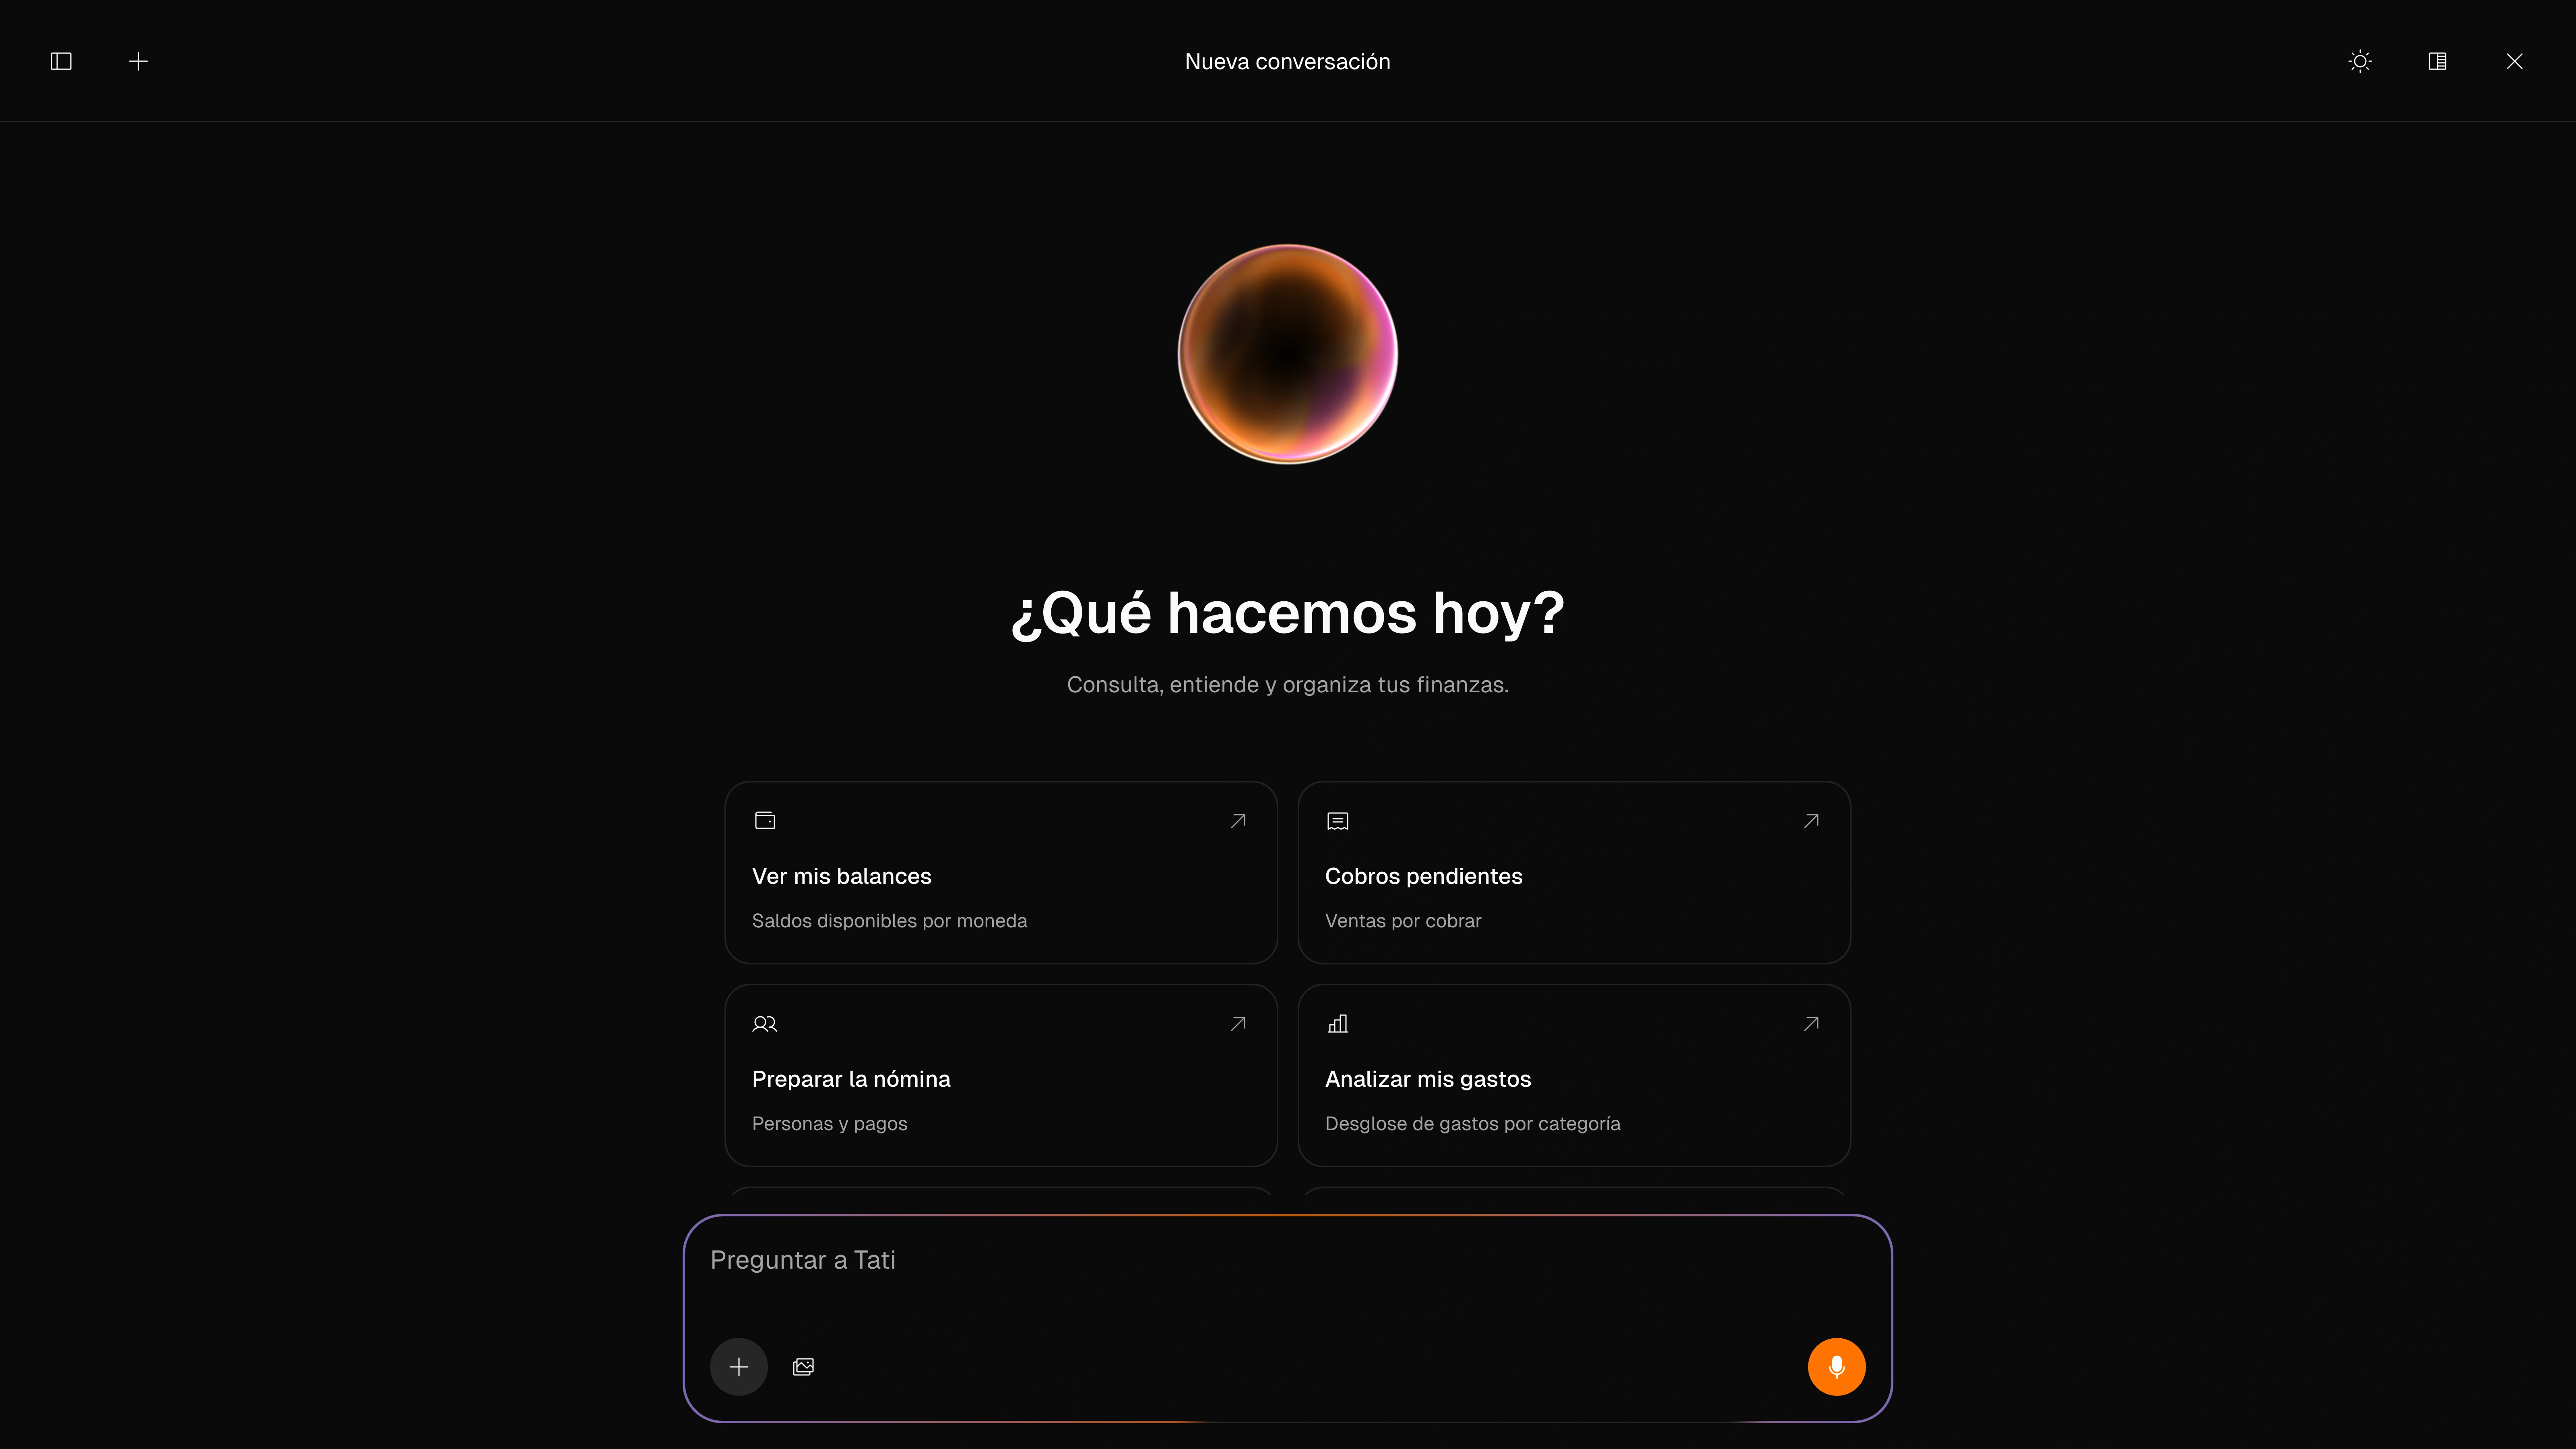 Nueva conversación
¿Qué hacemos hoy?
Consulta, entiende y organiza tus finanzas.
Ver mis balances
Saldos disponibles por moneda
Cobros pendientes
Ventas por cobrar
Preparar la nómina
Personas y pagos
Analizar mis gastos
Desglose de gastos por categoría
Preguntar a Tati